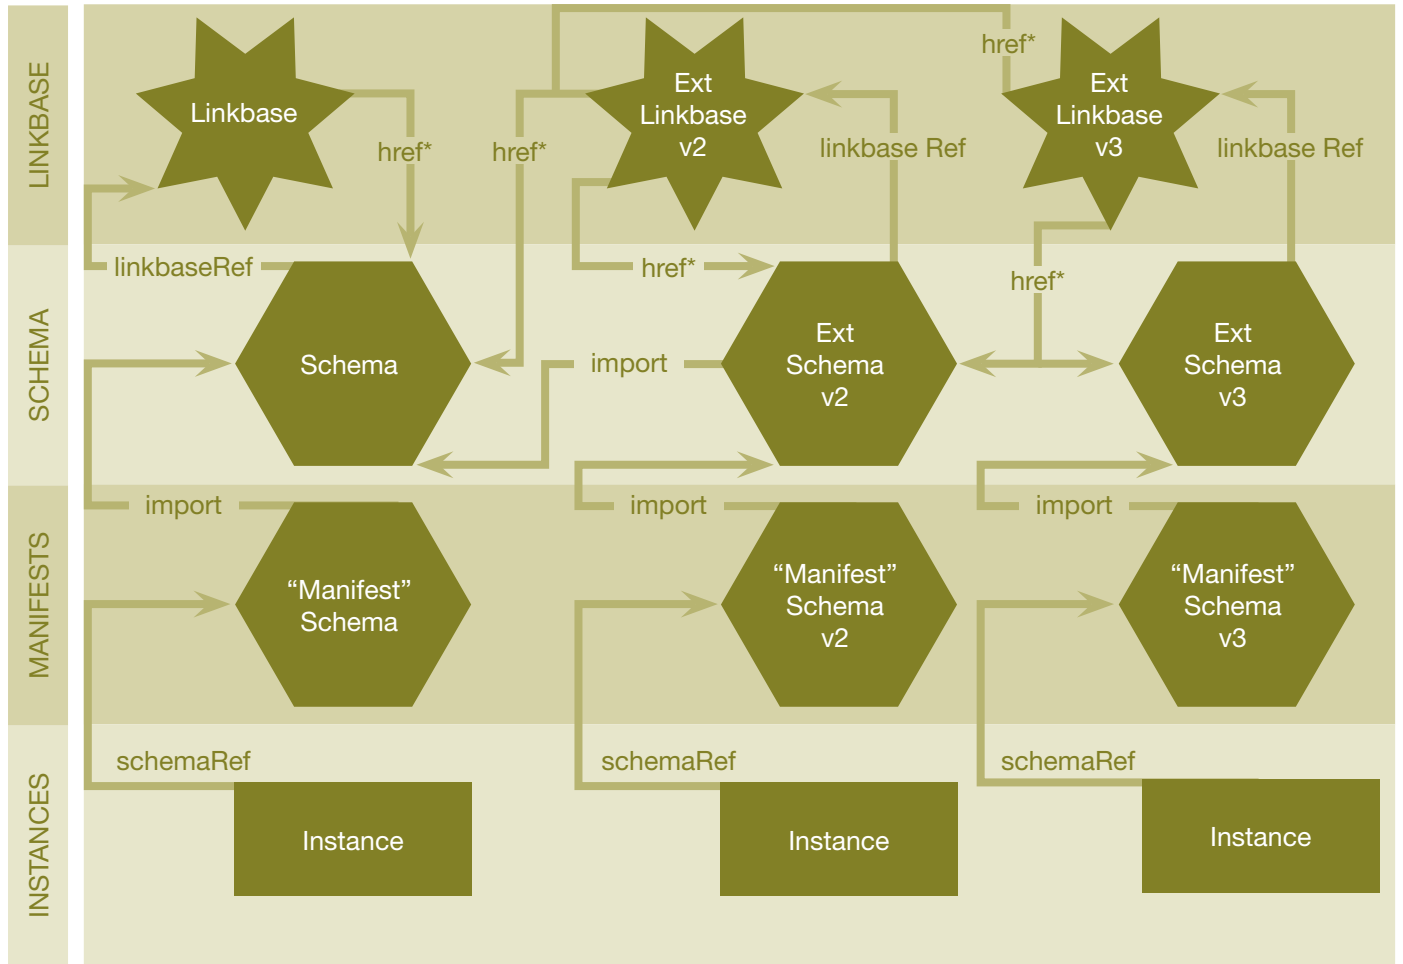 LINKBASE
Linkbase
href*
href*
Ext
Linkbase
v2
linkbase Ref
href*
Ext
Linkbase
v3
linkbase Ref
SCHEMA
linkbaseRef
Schema
href*
import
Ext
Schema
v2
href*
Ext
Schema
v3
MANIFESTS
import
“Manifest”
Schema
import
“Manifest”
Schema
v2
import
“Manifest”
Schema
v3
INSTANCES
schemaRef
Instance
schemaRef
Instance
schemaRef
Instance